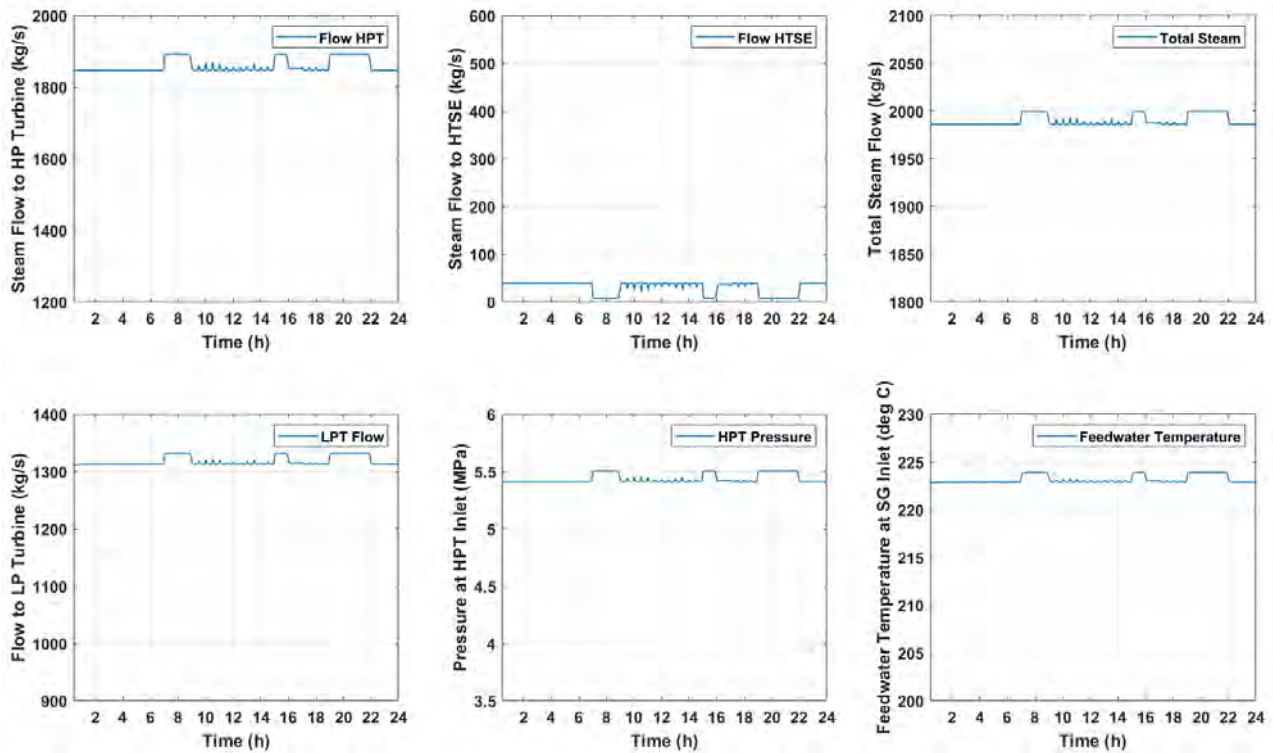 Steam Flow to HP Turbine (kg/s)
2000
1800
1600
1400
1200
Flow HPT
2 4 6 8 10 12 14 16 18 20 22 24
Time (h)
Steam Flow to HTSE (kg/s)
600
500
400
300
200
100
0
Flow HTSE
2 4 6 8 10 12 14 16 18 20 22 24
Time (h)
Total Steam Flow (kg/s)
2100
2050
2000
1950
1900
1850
1800
Total Steam
2 4 6 8 10 12 14 16 18 20 22 24
Time (h)
Flow to LP Turbine (kg/s)
1400
1300
1200
1100
1000
900
LPT Flow
2 4 6 8 10 12 14 16 18 20 22 24
Time (h)
Pressure at HPT Inlet (MPa)
6
5.5
5
4.5
4
3.5
HPT Pressure
2 4 6 8 10 12 14 16 18 20 22 24
Time (h)
Feedwater Temperature at SG Inlet (deg C)
230
225
220
215
210
205
200
Feedwater Temperature
2 4 6 8 10 12 14 16 18 20 22 24
Time (h)